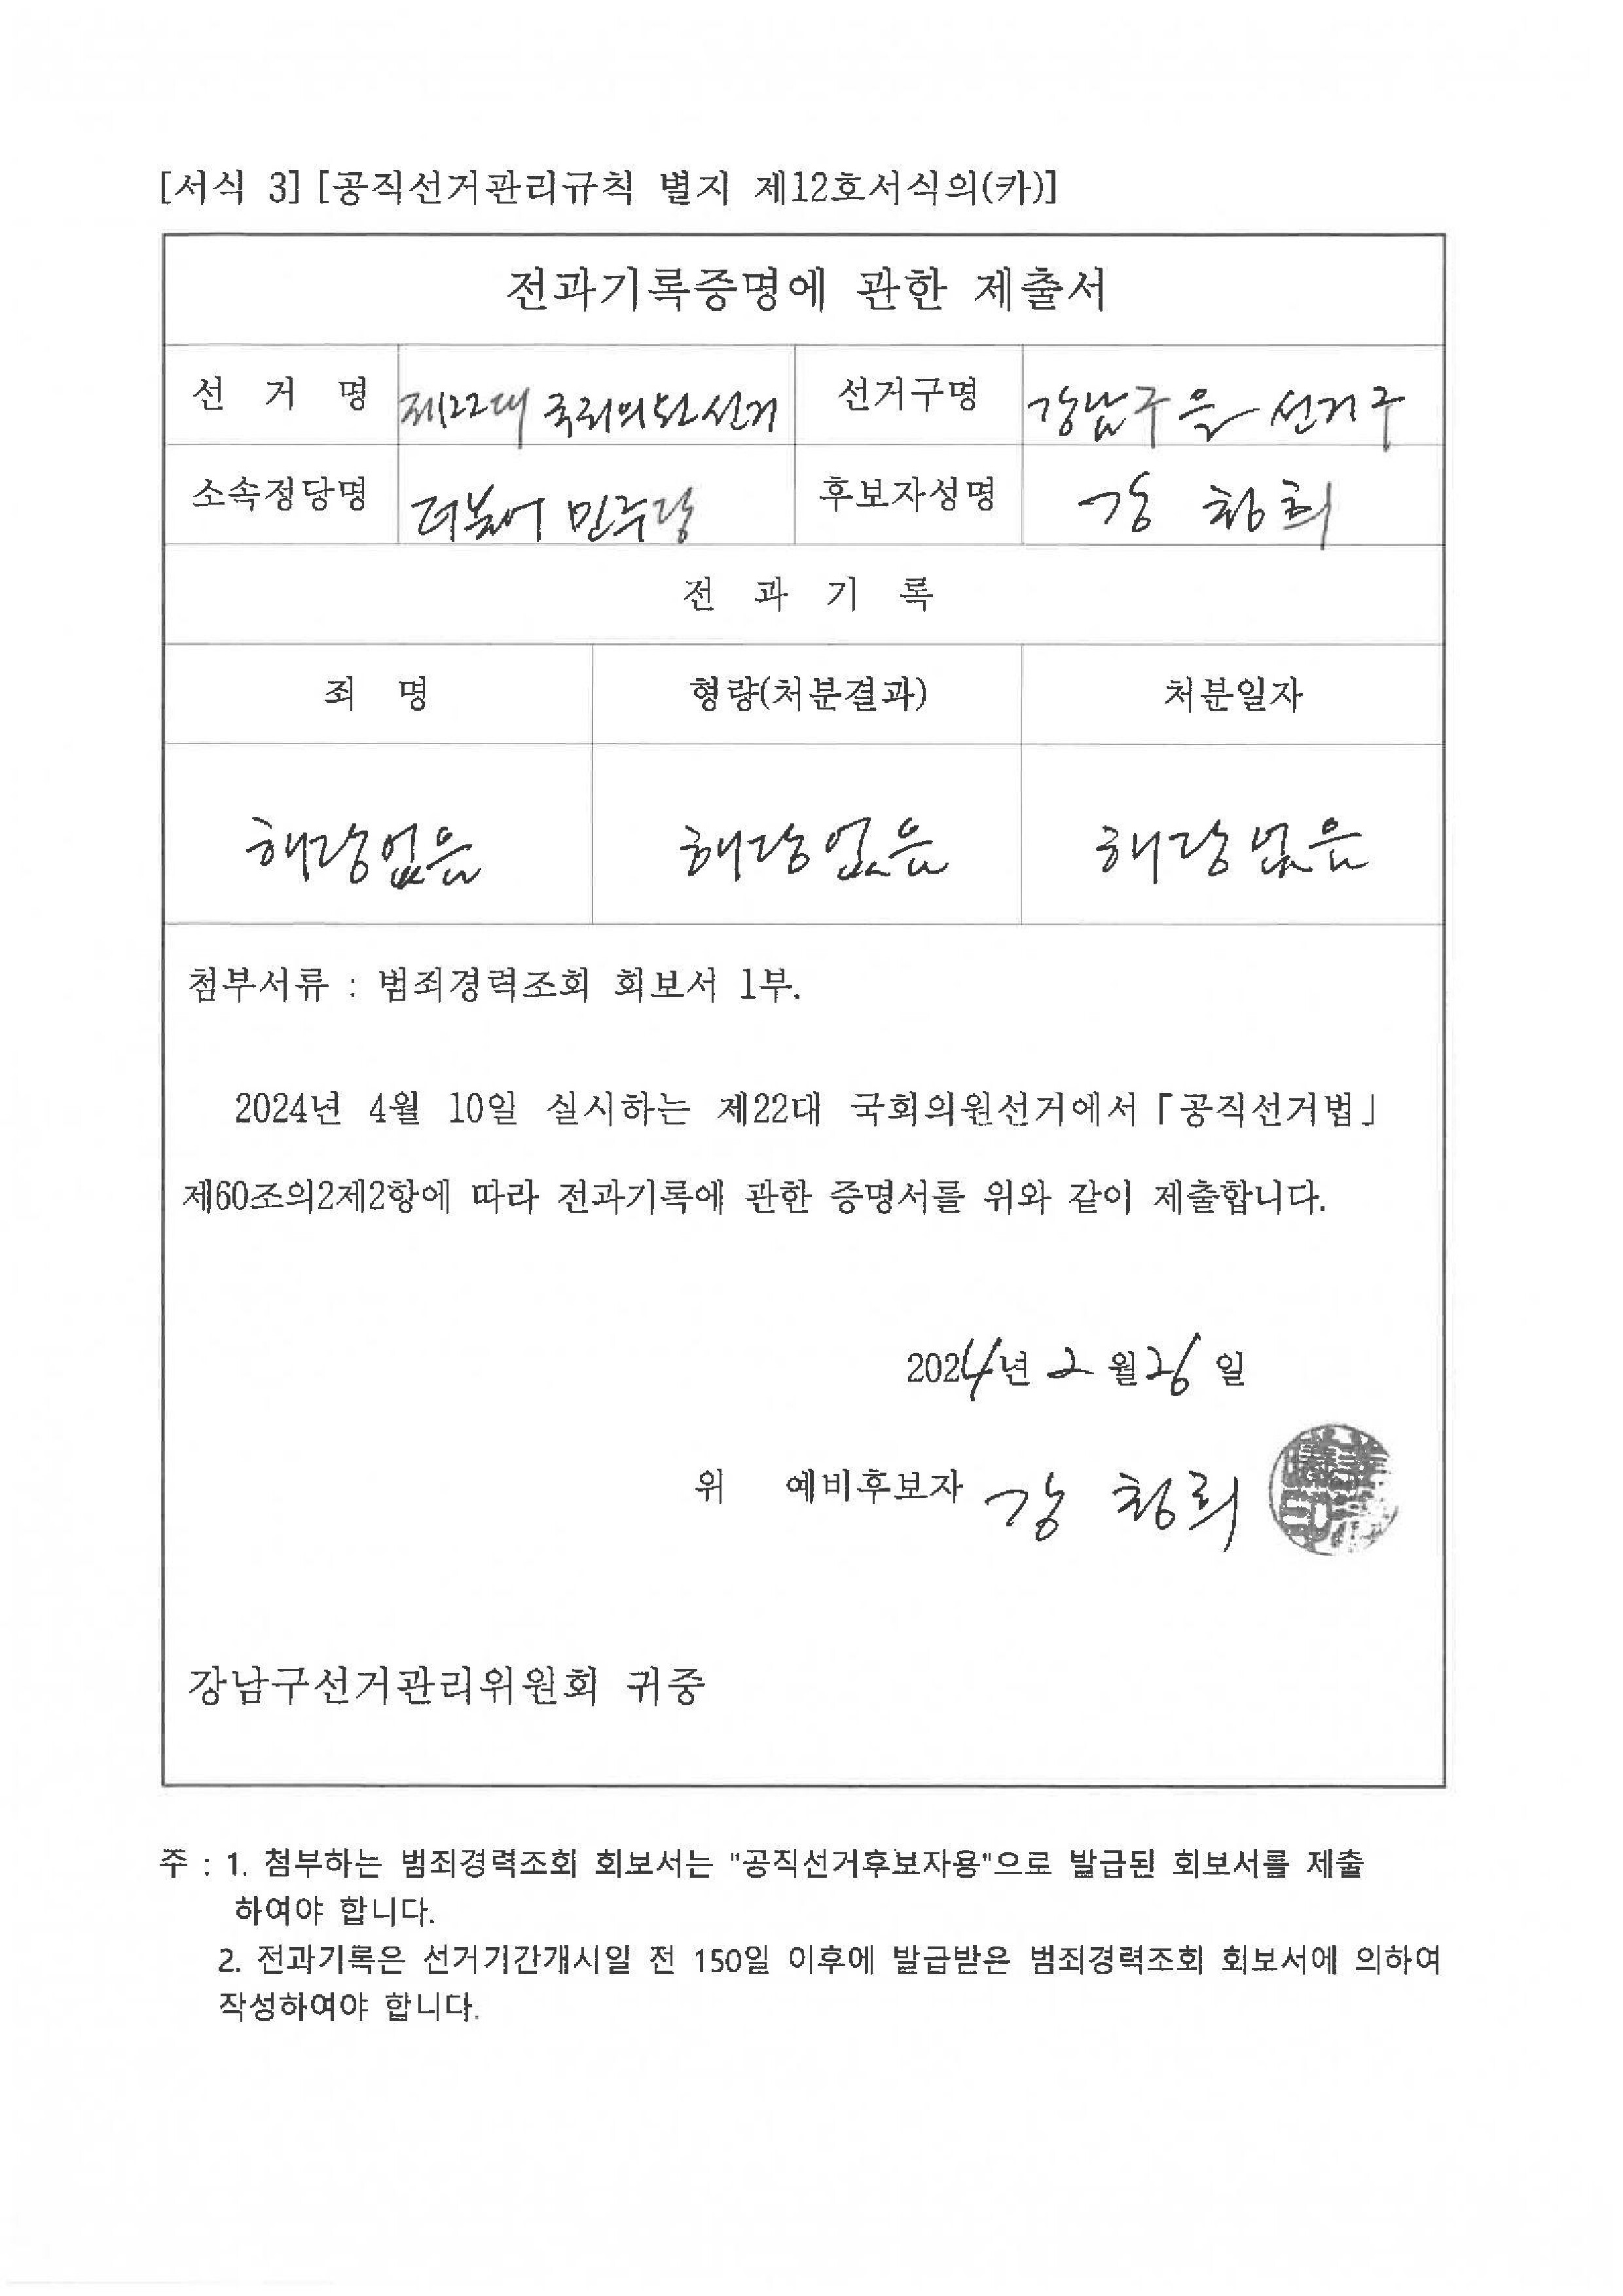 [서식 3] [공직선거관리규칙 별지 제12호서식의(카)]
전과기록증명에 관한 제출서
선 거 명 제22대 국회의원선거 선거구명 강남구 을 선거구
소속정당명 더불어 민주당 후보자성명 강 청희
전 과 기 록
죄 명 형량(처분결과) 처분일자
해당없음 해당없음 해당없음
첨부서류 : 범죄경력조회 회보서 1부.
2024년 4월 10일 실시하는 제22대 국회의원선거에서 「공직선거법」
제60조의2제2항에 따라 전과기록에 관한 증명서를 위와 같이 제출합니다.
2024년 2 월 26 일
위 예비후보자 강 청희
강남구선거관리위원회 귀중
주 : 1. 첨부하는 범죄경력조회 회보서는 "공직선거후보자용"으로 발급된 회보서를 제출
하여야 합니다.
2. 전과기록은 선거기간개시일 전 150일 이후에 발급받은 범죄경력조회 회보서에 의하여
작성하여야 합니다.